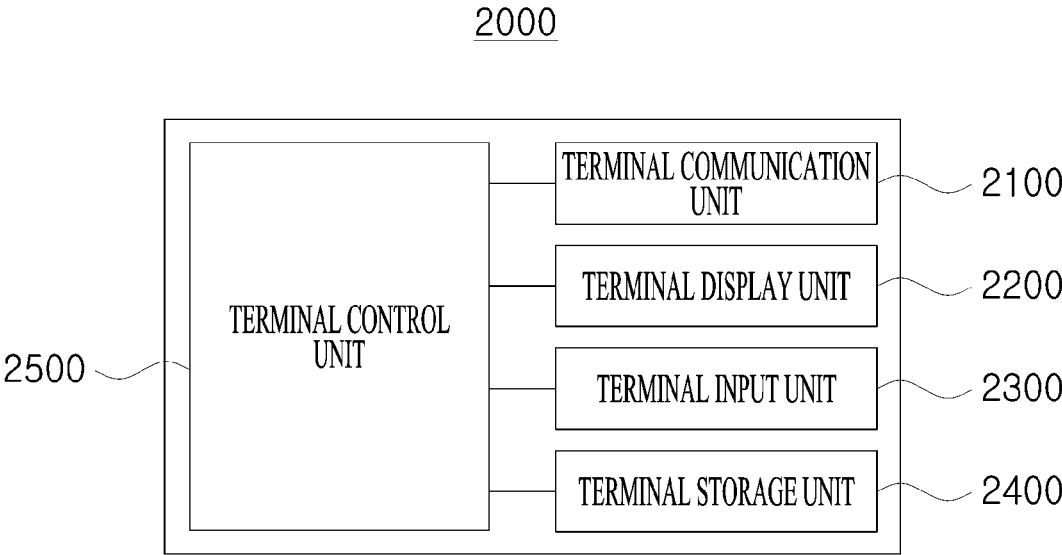 2000
TERMINAL COMMUNICATION
UNIT
2100
TERMINAL DISPLAY UNIT
2200
TERMINAL CONTROL
UNIT
2500
TERMINAL INPUT UNIT
2300
TERMINAL STORAGE UNIT
2400